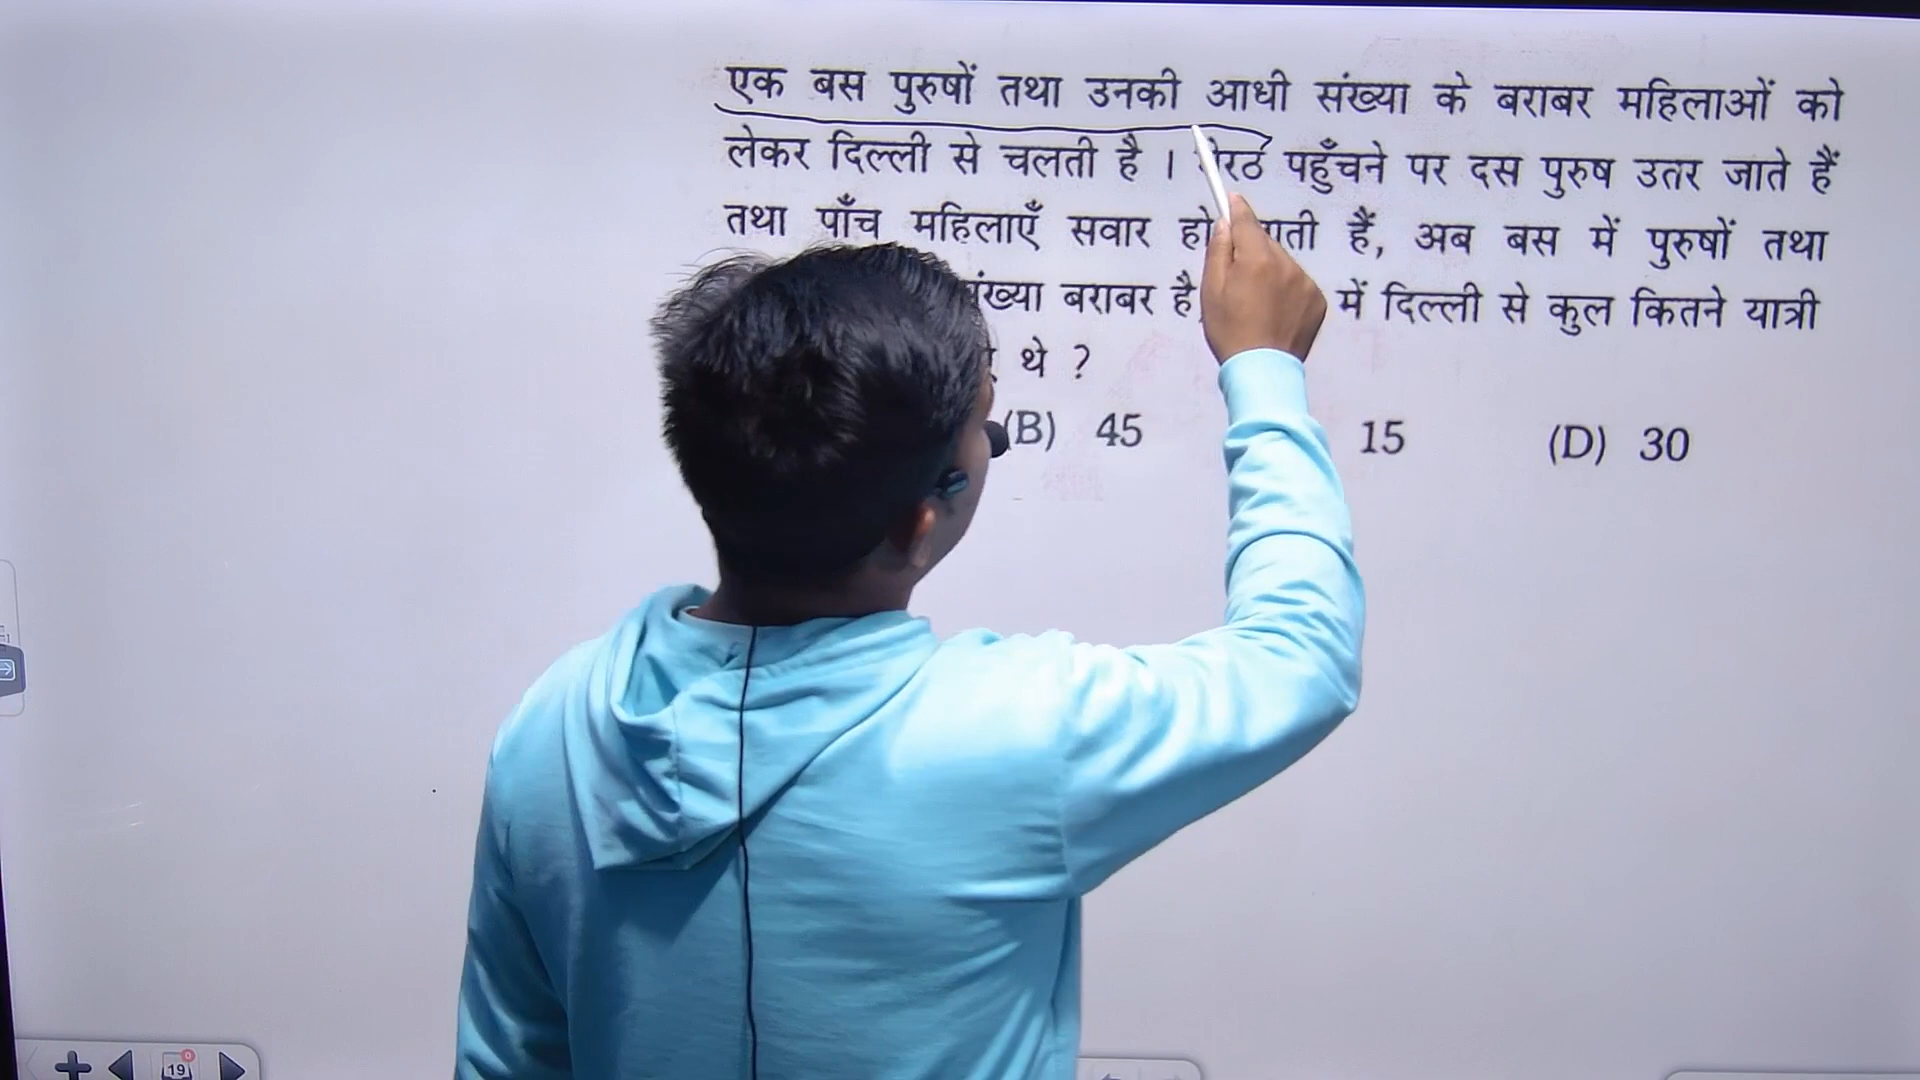 एक बस पुरुषों तथा उनकी आधी संख्या के बराबर महिलाओं को
लेकर दिल्ली से चलती है । पहुँचने पर दस पुरुष उतर जाते हैं
तथा पाँच महिलाएँ सवार हो हैं, अब बस में पुरुषों तथा
संख्या बराबर है में दिल्ली से कुल कितने यात्री
थे ?
(B) 45 15 (D) 30
19